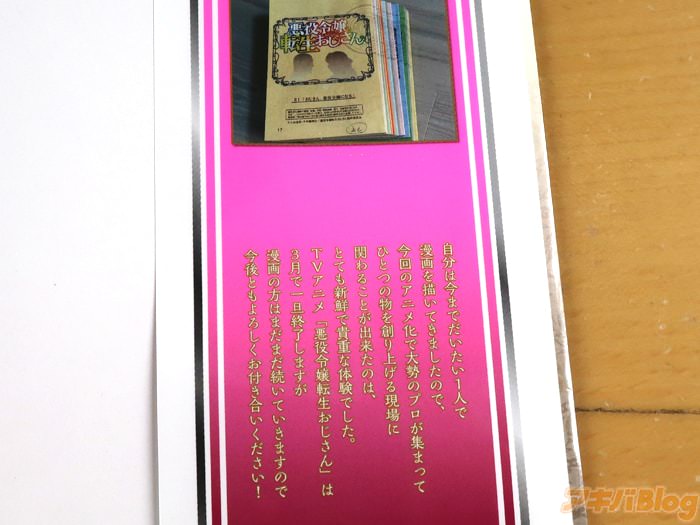 悪役令嬢
転生おじさん
17
自分は今までだいたい1人で
漫画を描いてきましたので、
今回のアニメ化で大勢のプロが集まって
ひとつの物を創り上げる現場に
関わることが出来たのは、
とても新鮮で貴重な体験でした。
TVアニメ「悪役令嬢転生おじさん」は
3月で一旦終了しますが
漫画の方はまだまだ続いていきますので
今後ともよろしくお付き合いください!
アキバBlog